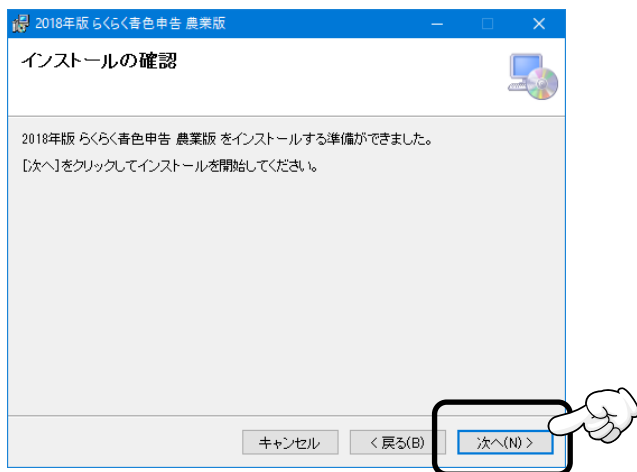 2018年版 らくらく青色申告 農業版
インストールの確認
2018年版 らくらく青色申告 農業版 をインストールする準備ができました。
[次へ]をクリックしてインストールを開始してください。
キャンセル
< 戻る(B)
次へ(N) >